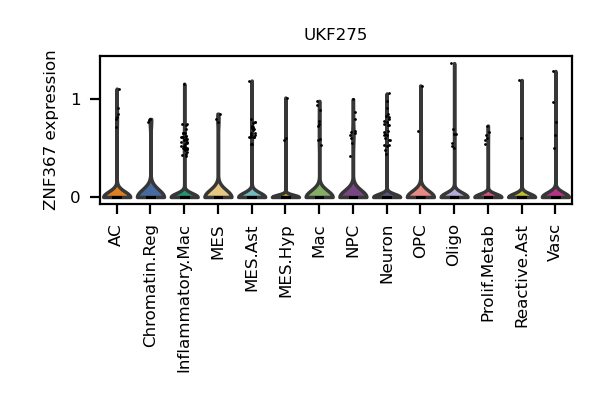 UKF275
ZNF367 expression
1
0
AC
Chromatin.Reg
Inflammatory.Mac
MES
MES.Ast
MES.Hyp
Mac
NPC
Neuron
OPC
Oligo
Prolif.Metab
Reactive.Ast
Vasc